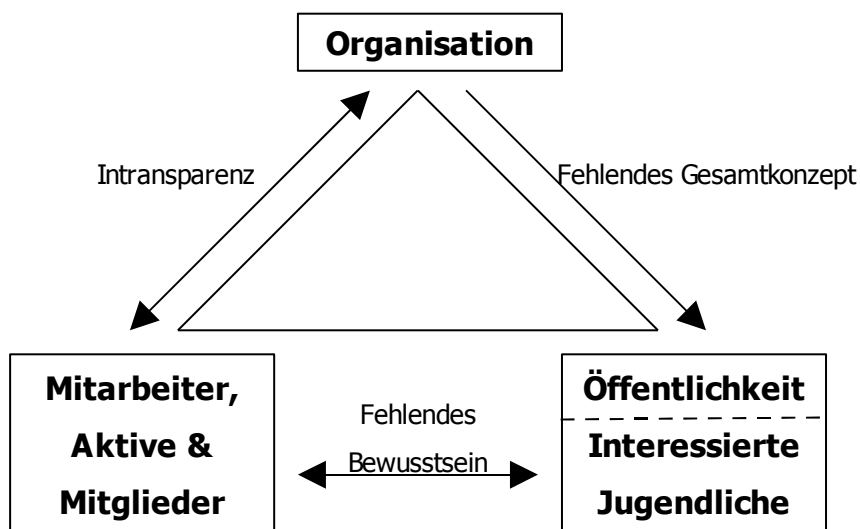 Organisation
Intransparenz
Fehlendes Gesamtkonzept
Mitarbeiter,
Aktive &
Mitglieder
Fehlendes
Bewusstsein
Öffentlichkeit
Interessierte
Jugendliche